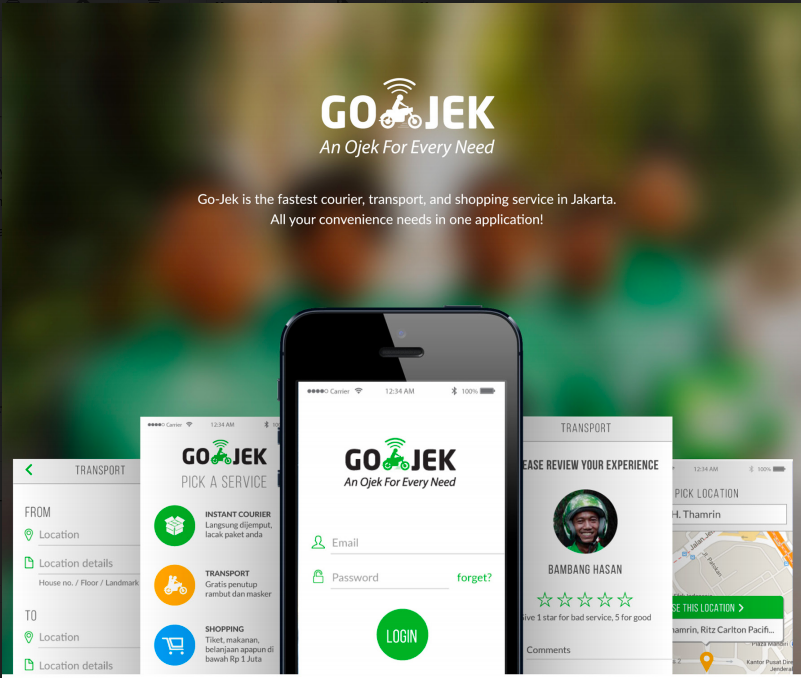 GO JEK
An Ojek For Every Need
Go-Jek is the fastest courier, transport, and shopping service in Jakarta.
All your convenience needs in one application!
TRANSPORT
FROM
Location
Location details
House no. / Floor / Landmark
TO
Location
Location details
Carrier 12:34 AM
GO JEK
PICK A SERVICE
INSTANT COURIER
Langsung dijemput,
lacak paket anda
TRANSPORT
Gratis penutup
rambut dan masker
SHOPPING
Tiket, makanan,
belanjaan apapun di
bawah Rp 1 Juta
Carrier 12:34 AM 100%
GO JEK
An Ojek For Every Need
Email
Password forget?
LOGIN
TRANSPORT
EASE REVIEW YOUR EXPERIENCE
BAMBANG HASAN
Give 1 star for bad service, 5 for good
Comments
12:34 AM 100%
PICK LOCATION
H. Thamrin
SE THIS LOCATION >
hamrin, Ritz Carlton Pacifi...
Plaza Mandiri
Kantor Pusat Dire
Jenderal